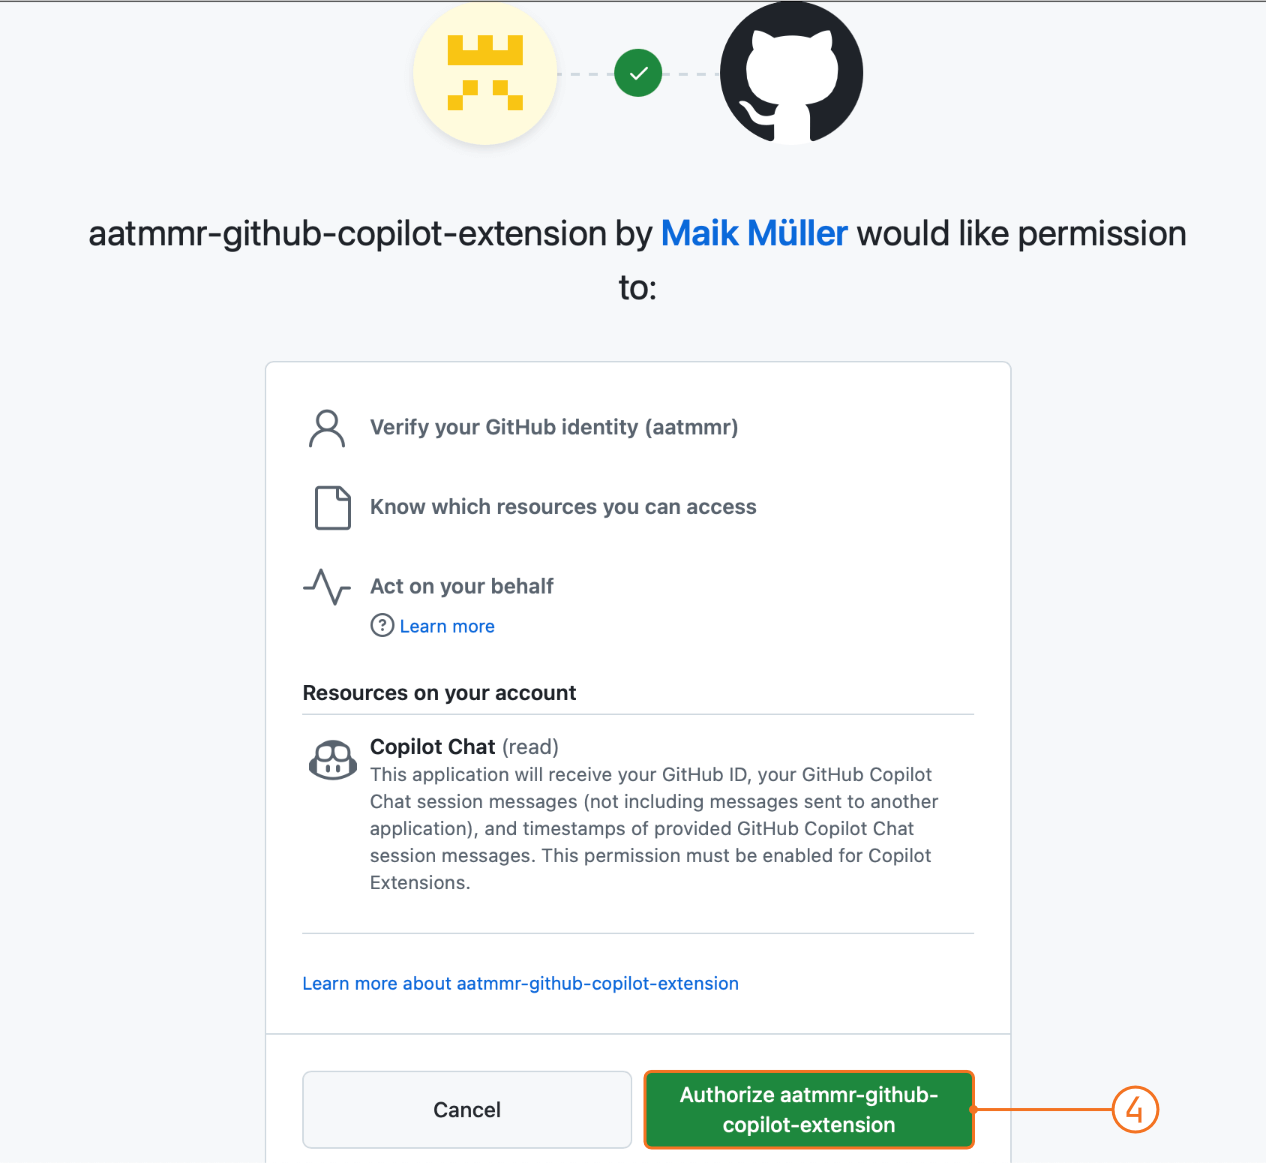 aatmmr-github-copilot-extension by Maik Müller would like permission
to:
Verify your GitHub identity (aatmmr)
Know which resources you can access
Act on your behalf
? Learn more
Resources on your account
Copilot Chat (read)
This application will receive your GitHub ID, your GitHub Copilot
Chat session messages (not including messages sent to another
application), and timestamps of provided GitHub Copilot Chat
session messages. This permission must be enabled for Copilot
Extensions.
Learn more about aatmmr-github-copilot-extension
Cancel
Authorize aatmmr-github-
copilot-extension
4